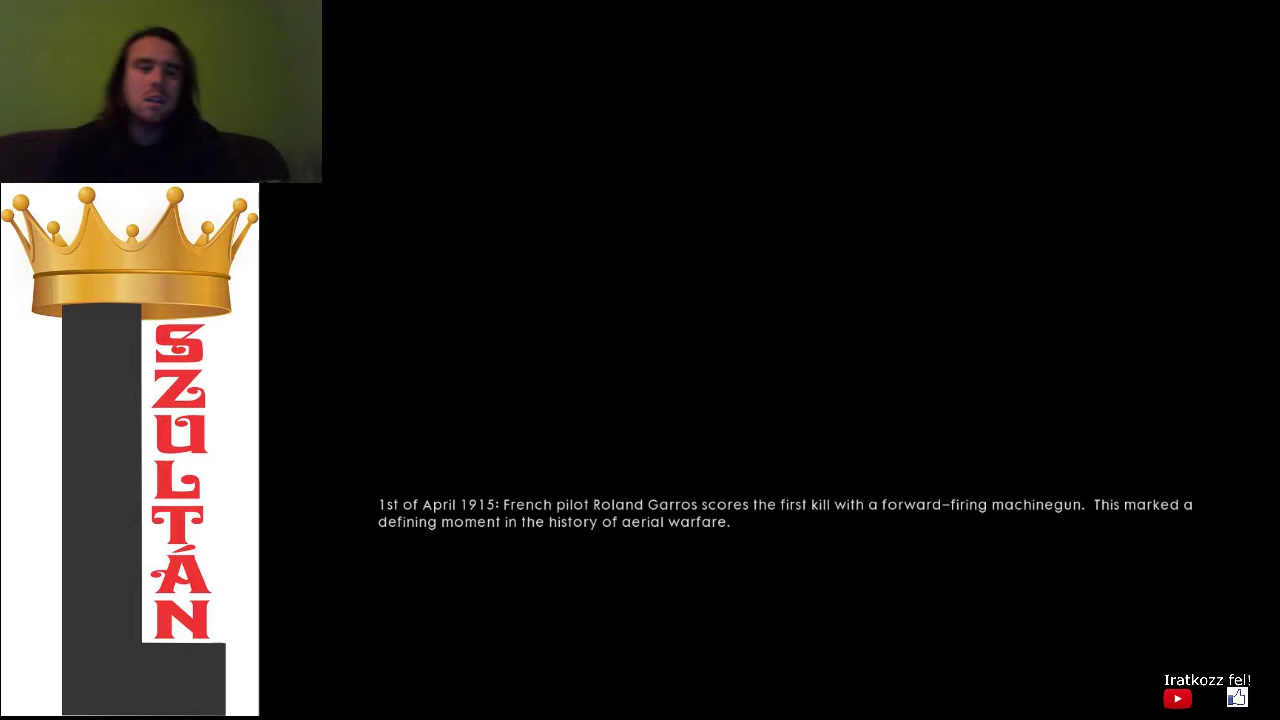 SZULTÁN
1st of April 1915: French pilot Roland Garros scores the first kill with a forward-firing machinegun. This marked a
defining moment in the history of aerial warfare.
Iratkozz fel!